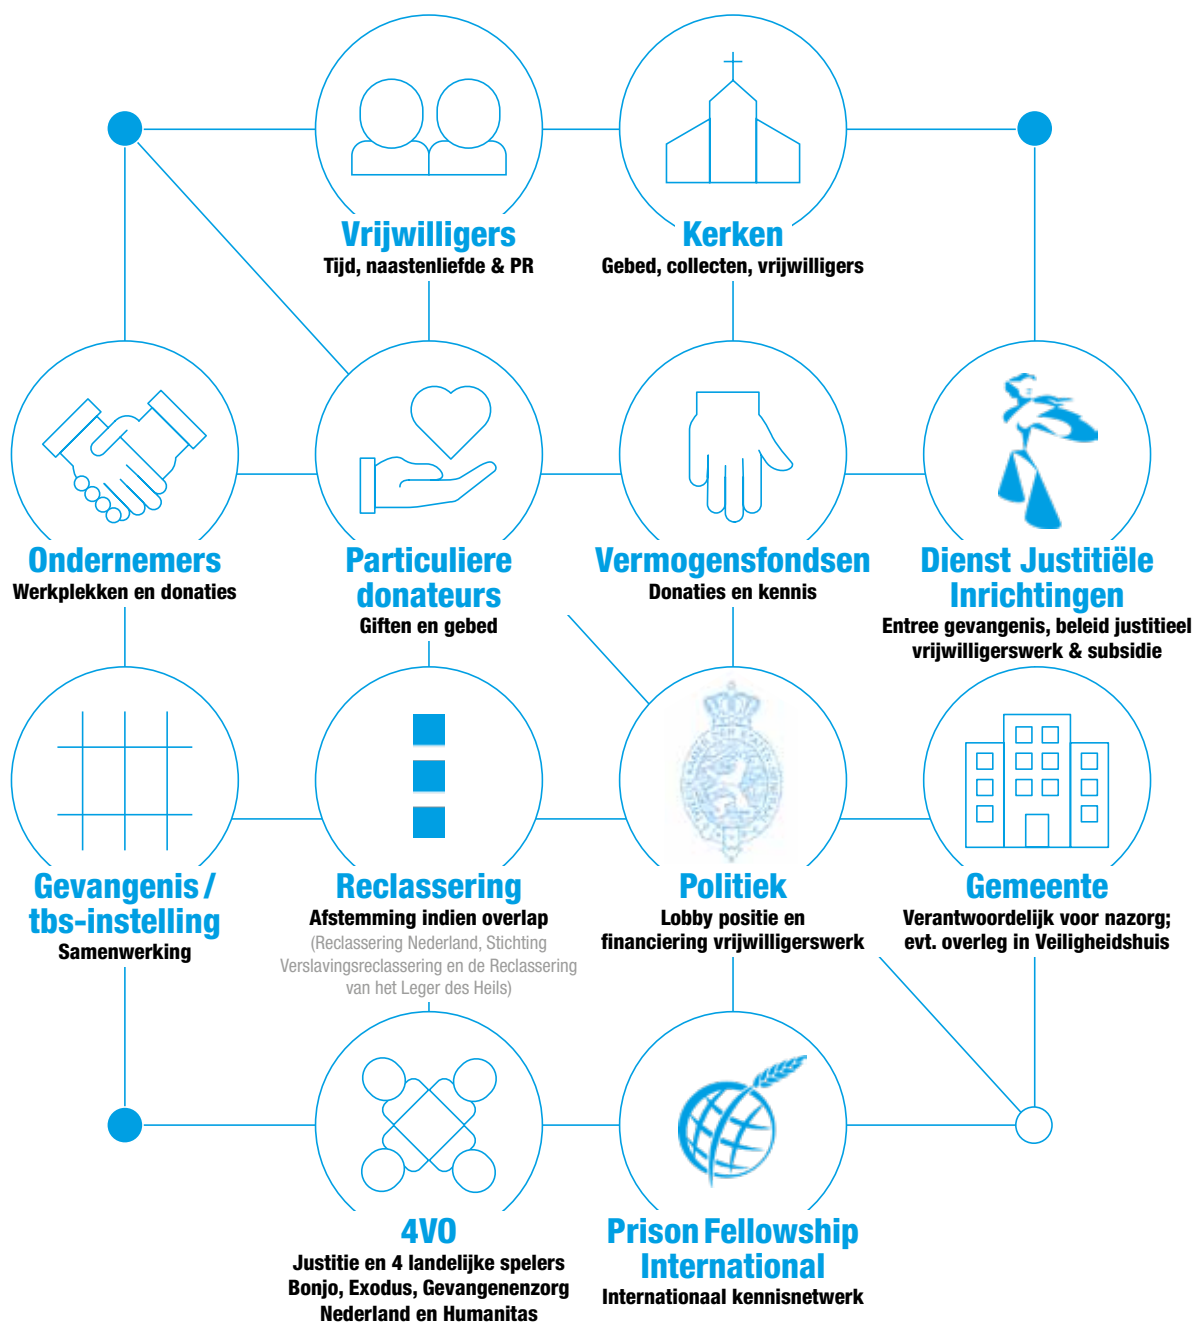 Vrijwilligers
Tijd, naastenliefde & PR
Kerken
Gebed, collecten, vrijwilligers
Ondernemers
Werkplekken en donaties
Particuliere
donateurs
Giften en gebed
Vermogensfondsen
Donaties en kennis
Dienst Justitiële
Inrichtingen
Entree gevangenis, beleid justitieel
vrijwilligerswerk & subsidie
Gevangenis /
tbs-instelling
Samenwerking
Reclassering
Afstemming indien overlap
(Reclassering Nederland, Stichting
Verslavingsreclassering en de Reclassering
van het Leger des Heils)
Politiek
Lobby positie en
financiering vrijwilligerswerk
Gemeente
Verantwoordelijk voor nazorg;
evt. overleg in Veiligheidshuis
4VO
Justitie en 4 landelijke spelers
Bonjo, Exodus, Gevangenenzorg
Nederland en Humanitas
Prison Fellowship
International
Internationaal kennisnetwerk